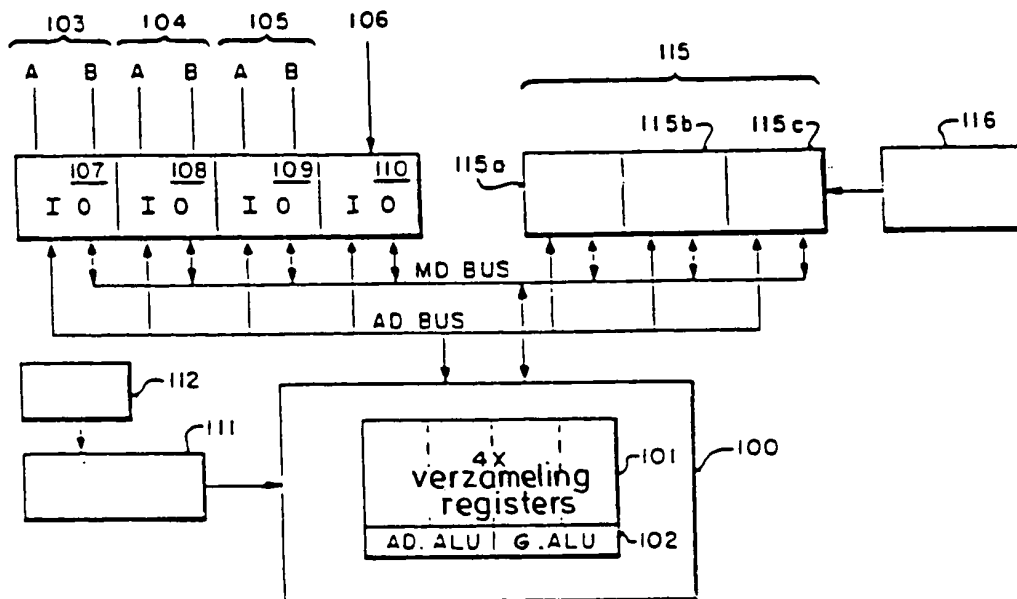 103 104 105 106
A B A B A B
115
115a 115b 115c 116
107 108 109 110
I O I O I O I O
MD BUS
AD BUS
112
111
4X
verzameling
registers
101
100
AD. ALU G. ALU
102